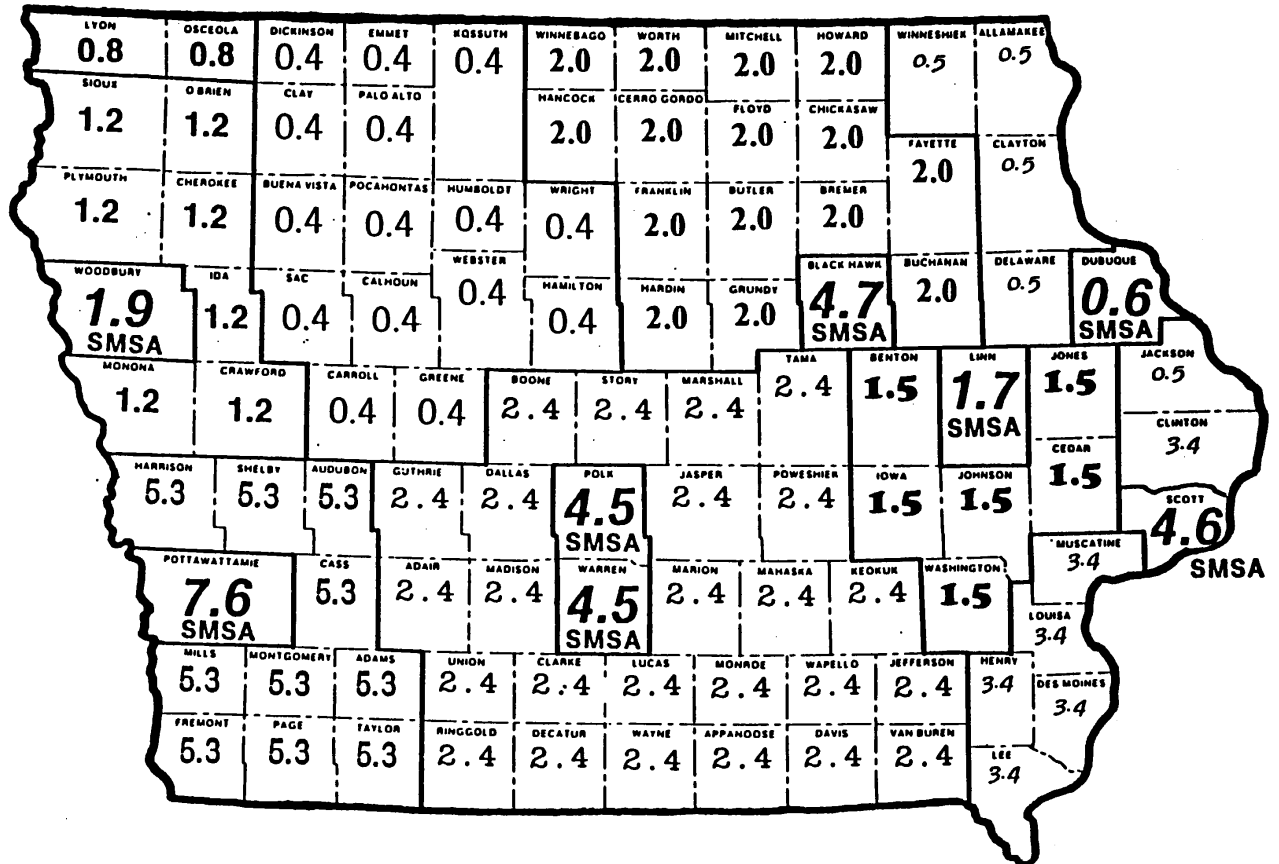 LYON OSCEOLA DICKINSON EMMET KOSSUTH WINNEBAGO WORTH MITCHELL HOWARD WINNESHIEK ALLAMAKEE
0.8 0.8 0.4 0.4 0.4 2.0 2.0 2.0 2.0 0.5 0.5
SIOUX O BRIEN CLAY PALO ALTO HANCOCK CERRO GORDO FLOYD CHICKASAW
1.2 1.2 0.4 0.4 2.0 2.0 2.0 2.0
FAYETTE CLAYTON
2.0 0.5
PLYMOUTH CHEROKEE BUENA VISTA POCAHONTAS HUMBOLDT WRIGHT FRANKLIN BUTLER BREMER
1.2 1.2 0.4 0.4 0.4 0.4 2.0 2.0 2.0
WOODBURY IDA SAC CALHOUN WEBSTER HAMILTON HARDIN GRUNDY BLACK HAWK BUCHANAN DELAWARE DUBUQUE
1.9 1.2 0.4 0.4 0.4 0.4 2.0 2.0 4.7 2.0 0.5 0.6
SMSA SMSA SMSA
MONONA CRAWFORD CARROLL GREENE BOONE STORY MARSHALL TAMA BENTON LINN JONES JACKSON
1.2 1.2 0.4 0.4 2.4 2.4 2.4 2.4 1.5 1.7 1.5 0.5
SMSA
CLINTON
3.4
CEDAR
1.5
HARRISON SHELBY AUDUBON GUTHRIE DALLAS POLK JASPER POWESHIEK IOWA JOHNSON
5.3 5.3 5.3 2.4 2.4 4.5 2.4 2.4 1.5 1.5
SMSA
SCOTT
4.6
SMSA
MUSCATINE
3.4
POTTAWATTAMIE CASS ADAIR MADISON WARREN MARION MAHASKA KEOKUK WASHINGTON
7.6 5.3 2.4 2.4 4.5 2.4 2.4 2.4 1.5
SMSA SMSA
LOUISA
3.4
MILLS MONTGOMERY ADAMS UNION CLARKE LUCAS MONROE WAPELLO JEFFERSON HENRY DES MOINES
5.3 5.3 5.3 2.4 2.4 2.4 2.4 2.4 2.4 3.4 3.4
FREMONT PAGE TAYLOR RINGGOLD DECATUR WAYNE APPANOOSE DAVIS VAN BUREN LEE
5.3 5.3 5.3 2.4 2.4 2.4 2.4 2.4 2.4 3.4